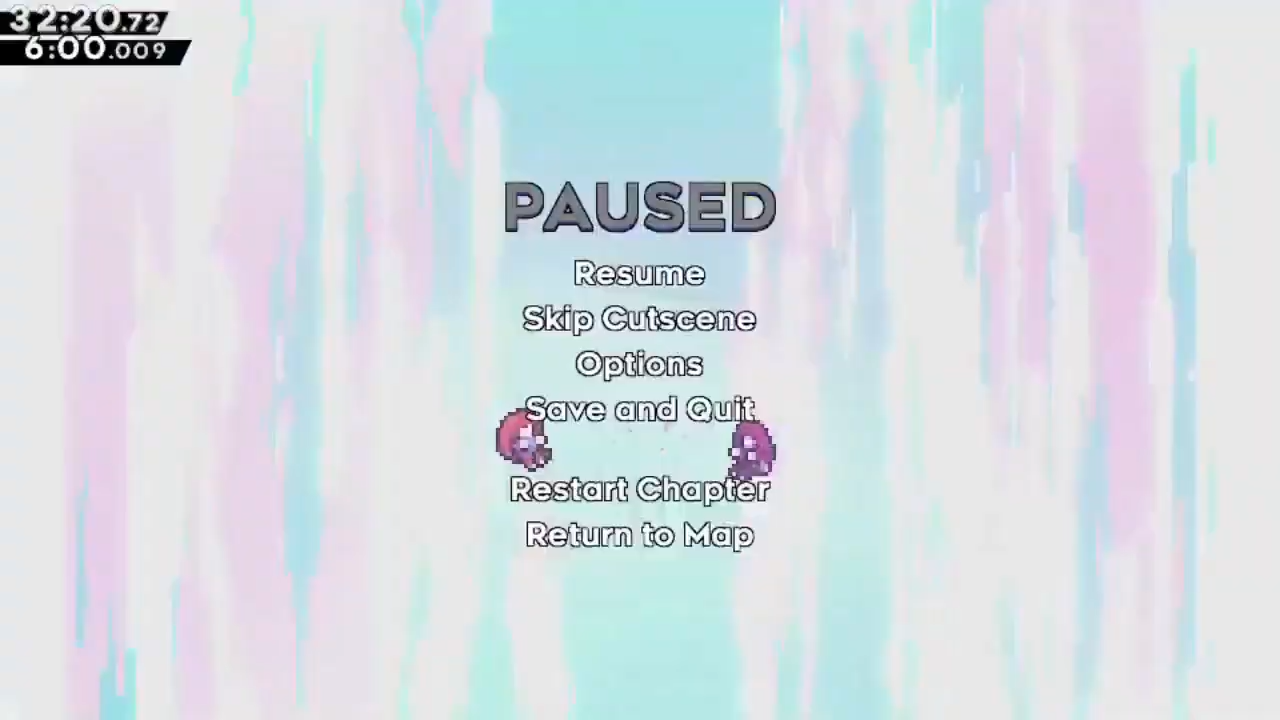 32:20.72
6:00.009
PAUSED
Resume
Skip Cutscene
Options
Save and Quit
Restart Chapter
Return to Map